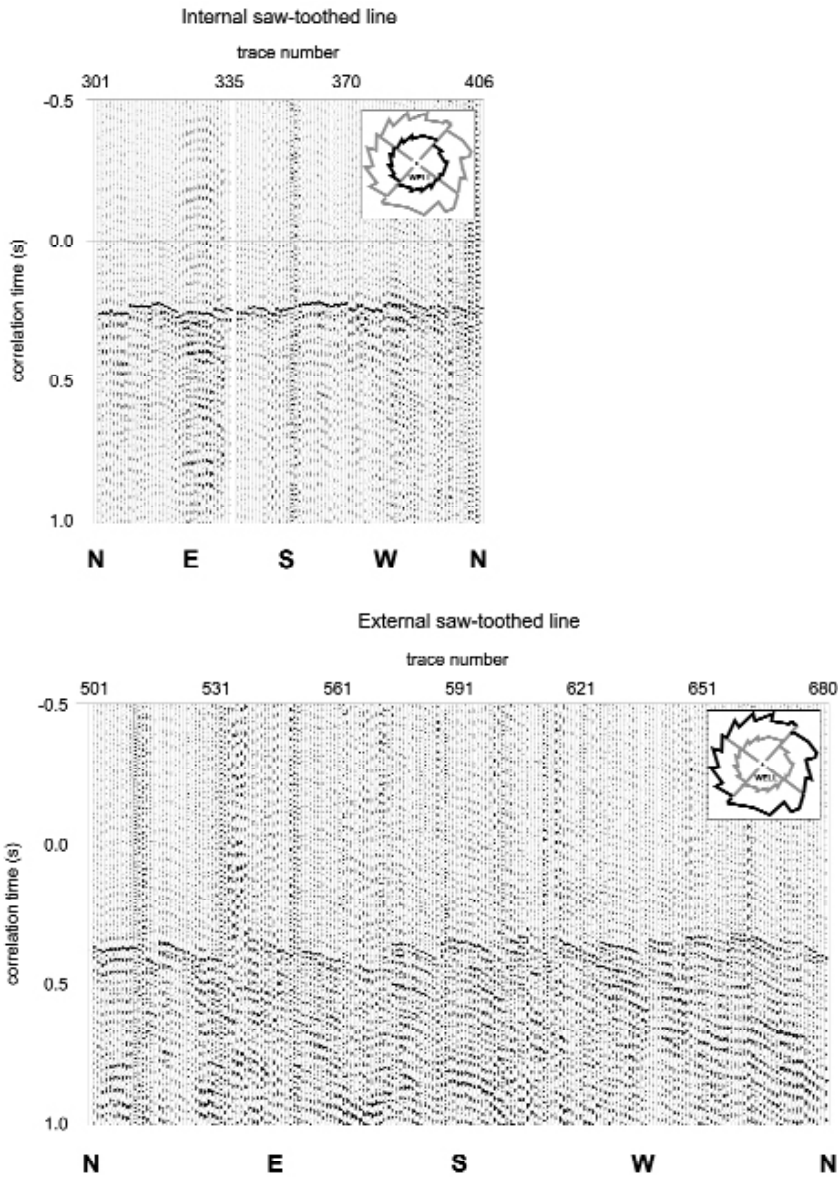 Internal saw-toothed line
trace number
301 335 370 406
-0.5
WELL
0.0
correlation time (s)
0.5
1.0
N E S W N
External saw-toothed line
trace number
501 531 561 591 621 651 680
-0.5
WELL
0.0
correlation time (s)
0.5
1.0
N E S W N